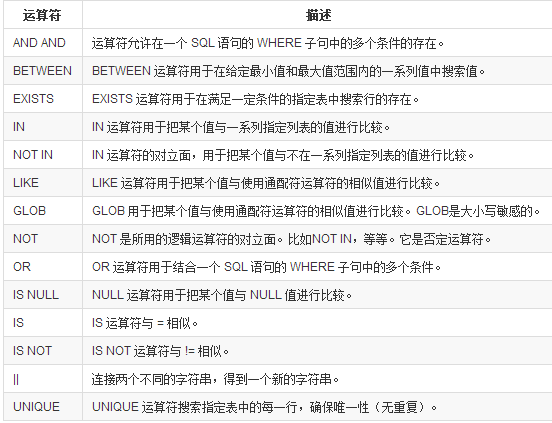 运算符 描述
AND AND 运算符允许在一个 SQL 语句的 WHERE 子句中的多个条件的存在。
BETWEEN BETWEEN 运算符用于在给定最小值和最大值范围内的一系列值中搜索值。
EXISTS EXISTS 运算符用于在满足一定条件的指定表中搜索行的存在。
IN IN 运算符用于把某个值与一系列指定列表的值进行比较。
NOT IN IN 运算符的对立面，用于把某个值与不在一系列指定列表的值进行比较。
LIKE LIKE 运算符用于把某个值与使用通配符运算符的相似值进行比较。
GLOB GLOB 用于把某个值与使用通配符运算符的相似值进行比较。GLOB是大小写敏感的。
NOT NOT 是所用的逻辑运算符的对立面。比如NOT IN，等等。它是否定运算符。
OR OR 运算符用于结合一个 SQL 语句的 WHERE 子句中的多个条件。
IS NULL NULL 运算符用于把某个值与 NULL 值进行比较。
IS IS 运算符与 = 相似。
IS NOT IS NOT 运算符与 != 相似。
|| 连接两个不同的字符串，得到一个新的字符串。
UNIQUE UNIQUE 运算符搜索指定表中的每一行，确保唯一性（无重复）。